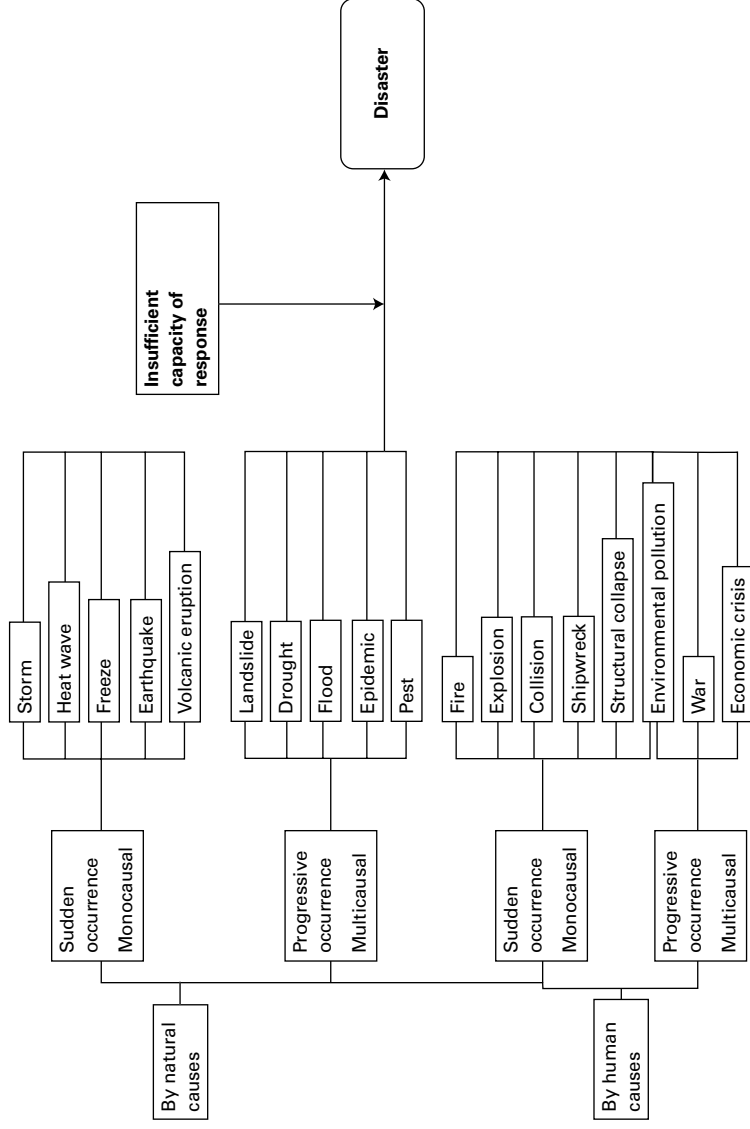 By natural
causes
By human
causes
Sudden
occurrence
Monocausal
Progressive
occurrence
Multicausal
Sudden
occurrence
Monocausal
Progressive
occurrence
Multicausal
Storm
Heat wave
Freeze
Earthquake
Volcanic eruption
Landslide
Drought
Flood
Epidemic
Pest
Fire
Explosion
Collision
Shipwreck
Structural collapse
Environmental pollution
War
Economic crisis
Insufficient
capacity of
response
Disaster